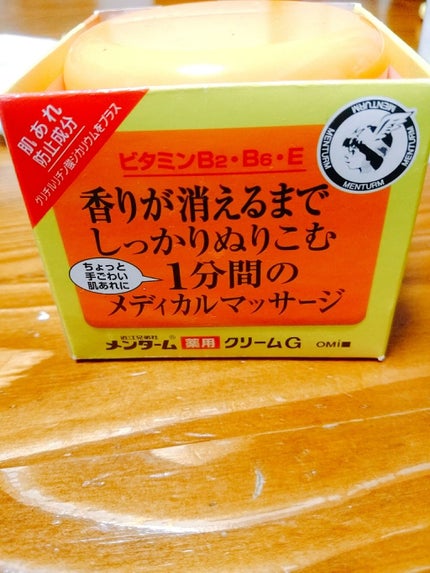 肌あれ
防止成分
グリチルリチン酸ジカリウムをプラス
MENTURM
MENTURM
MENTURM
MENTURM
ビタミンB2・B6・E
香りが消えるまで
しっかりぬりこむ
ちょっと
手ごわい
肌あれに
1分間の
メディカルマッサージ
近江兄弟社
メンターム® 薬用 クリームG OMi